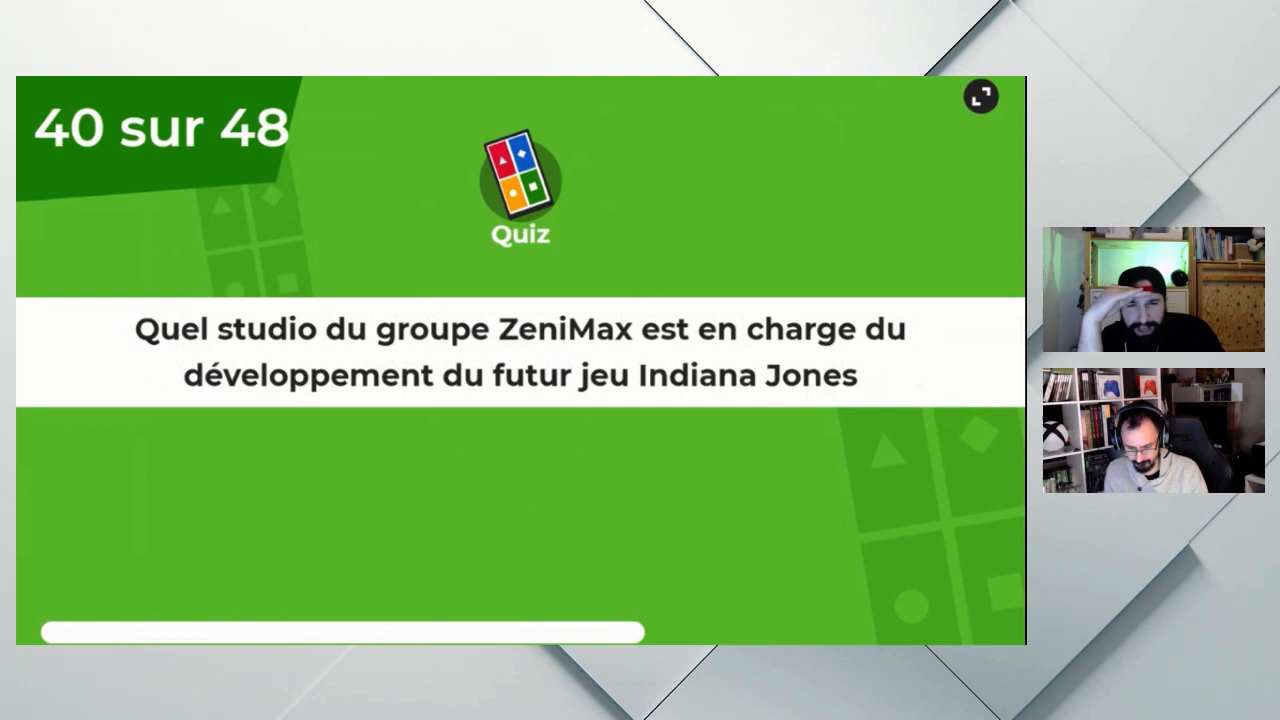 40 sur 48
Quiz
Quel studio du groupe ZeniMax est en charge du
développement du futur jeu Indiana Jones